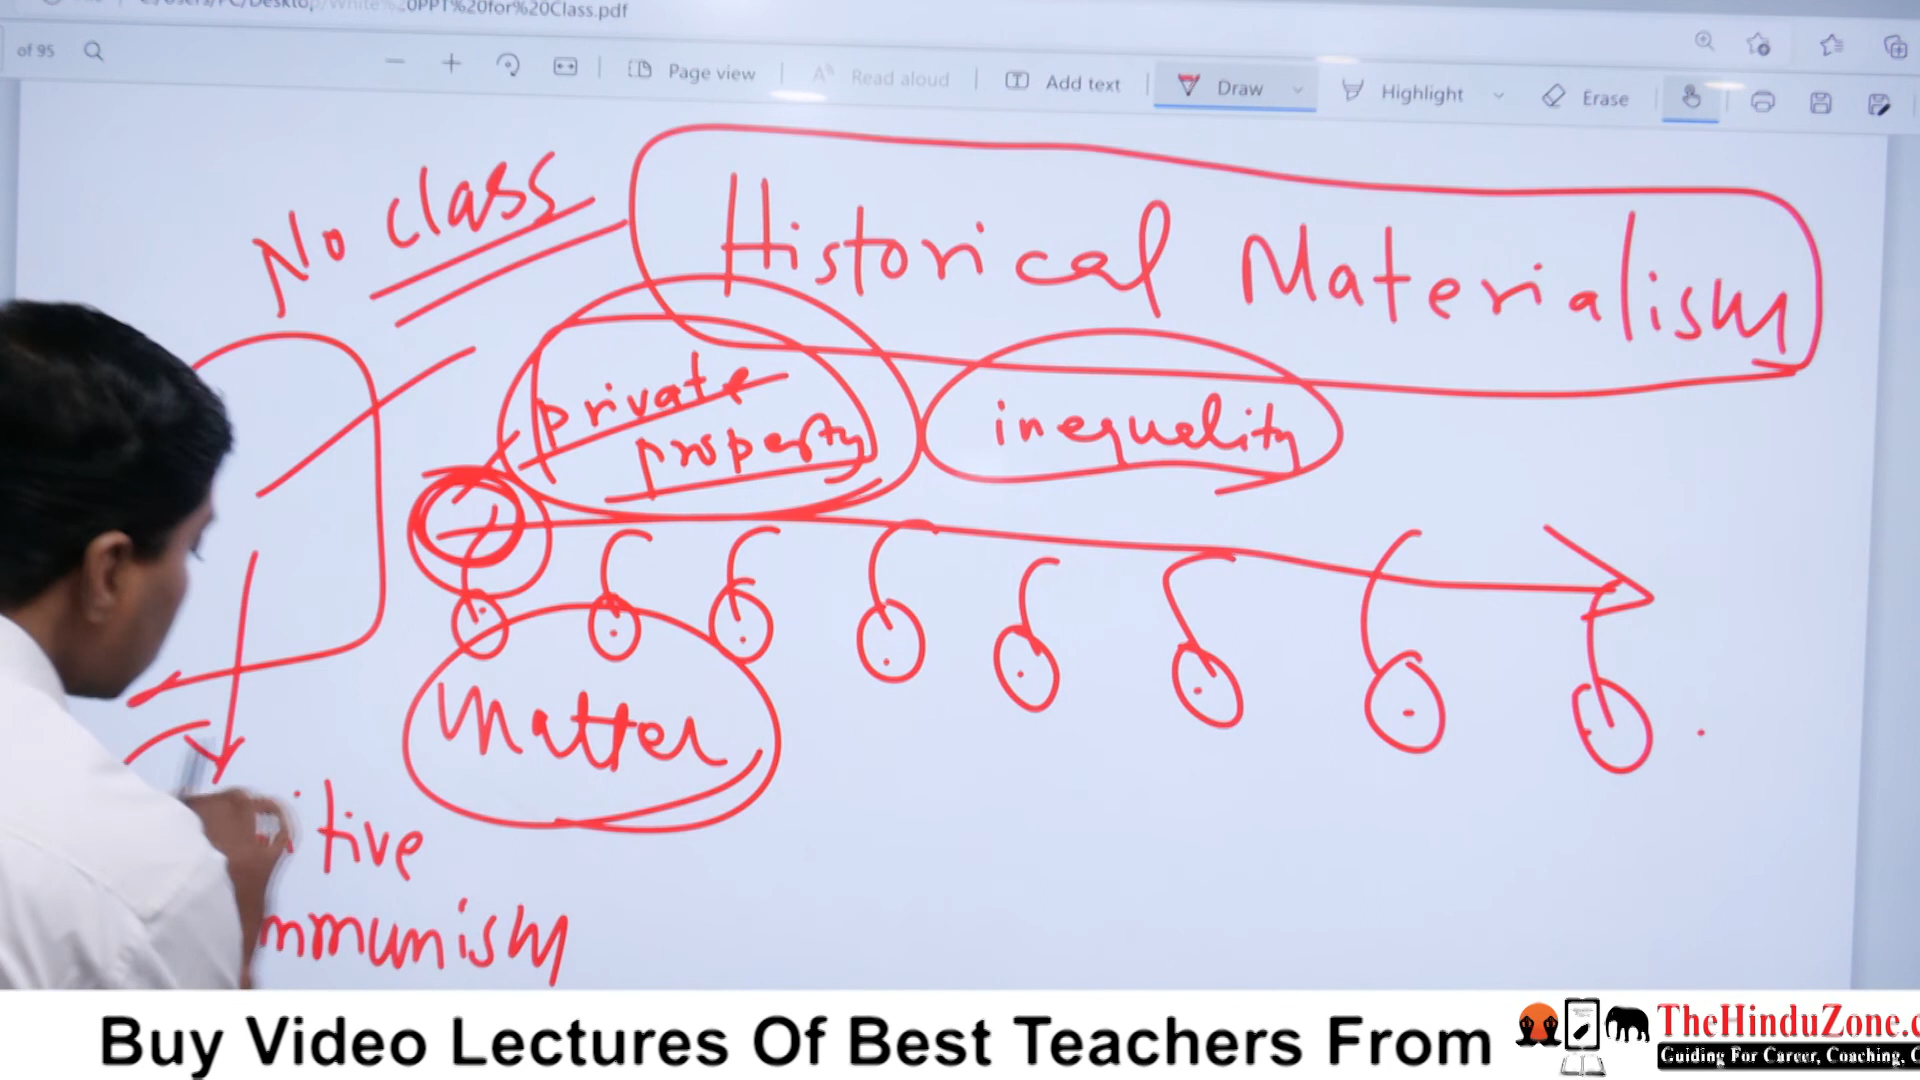 of 95
Page view
Read aloud
Add text
Draw
Highlight
Erase
No class
Historical Materialism
private
property
inequality
matter
itive
mmunism
Buy Video Lectures Of Best Teachers From
TheHinduZone.c
Guiding For Career, Coaching, C